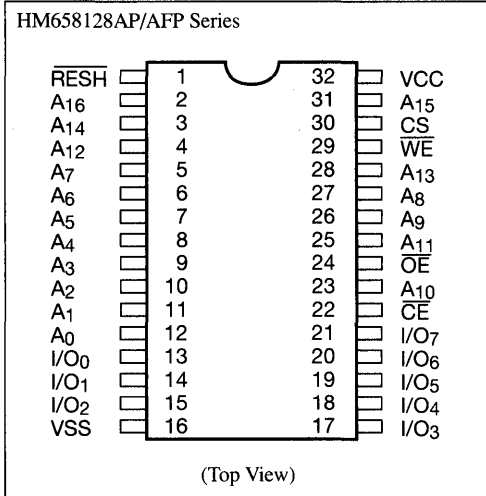 HM658128AP/AFP Series
RESH 1 32 VCC
A16 2 31 A15
A14 3 30 CS
A12 4 29 WE
A7 5 28 A13
A6 6 27 A8
A5 7 26 A9
A4 8 25 A11
A3 9 24 OE
A2 10 23 A10
A1 11 22 CE
A0 12 21 I/O7
I/O0 13 20 I/O6
I/O1 14 19 I/O5
I/O2 15 18 I/O4
VSS 16 17 I/O3
(Top View)